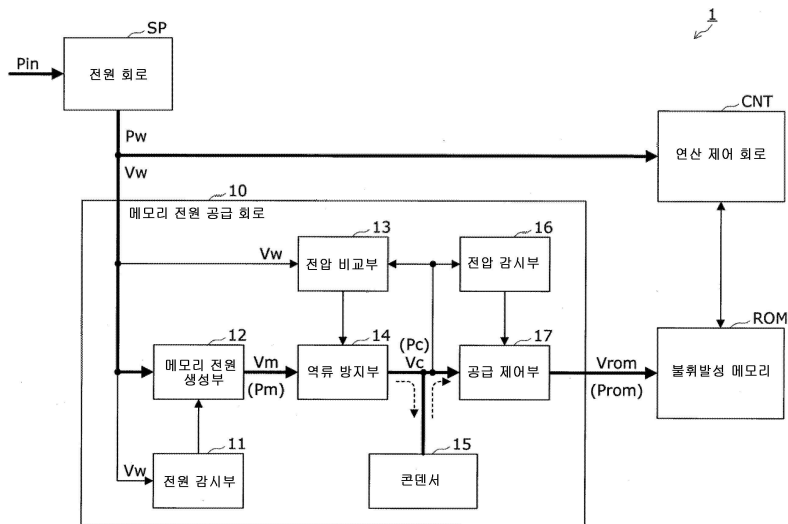 SP
1
전원 회로
Pin
CNT
Pw
연산 제어 회로
Vw
10
메모리 전원 공급 회로
13
16
Vw
전압 비교부
전압 감시부
ROM
12
14
(Pc)
17
메모리 전원
생성부
Vm
(Pm)
역류 방지부
Vc
공급 제어부
Vrom
(Prom)
불휘발성 메모리
11
15
Vw
전원 감시부
콘덴서